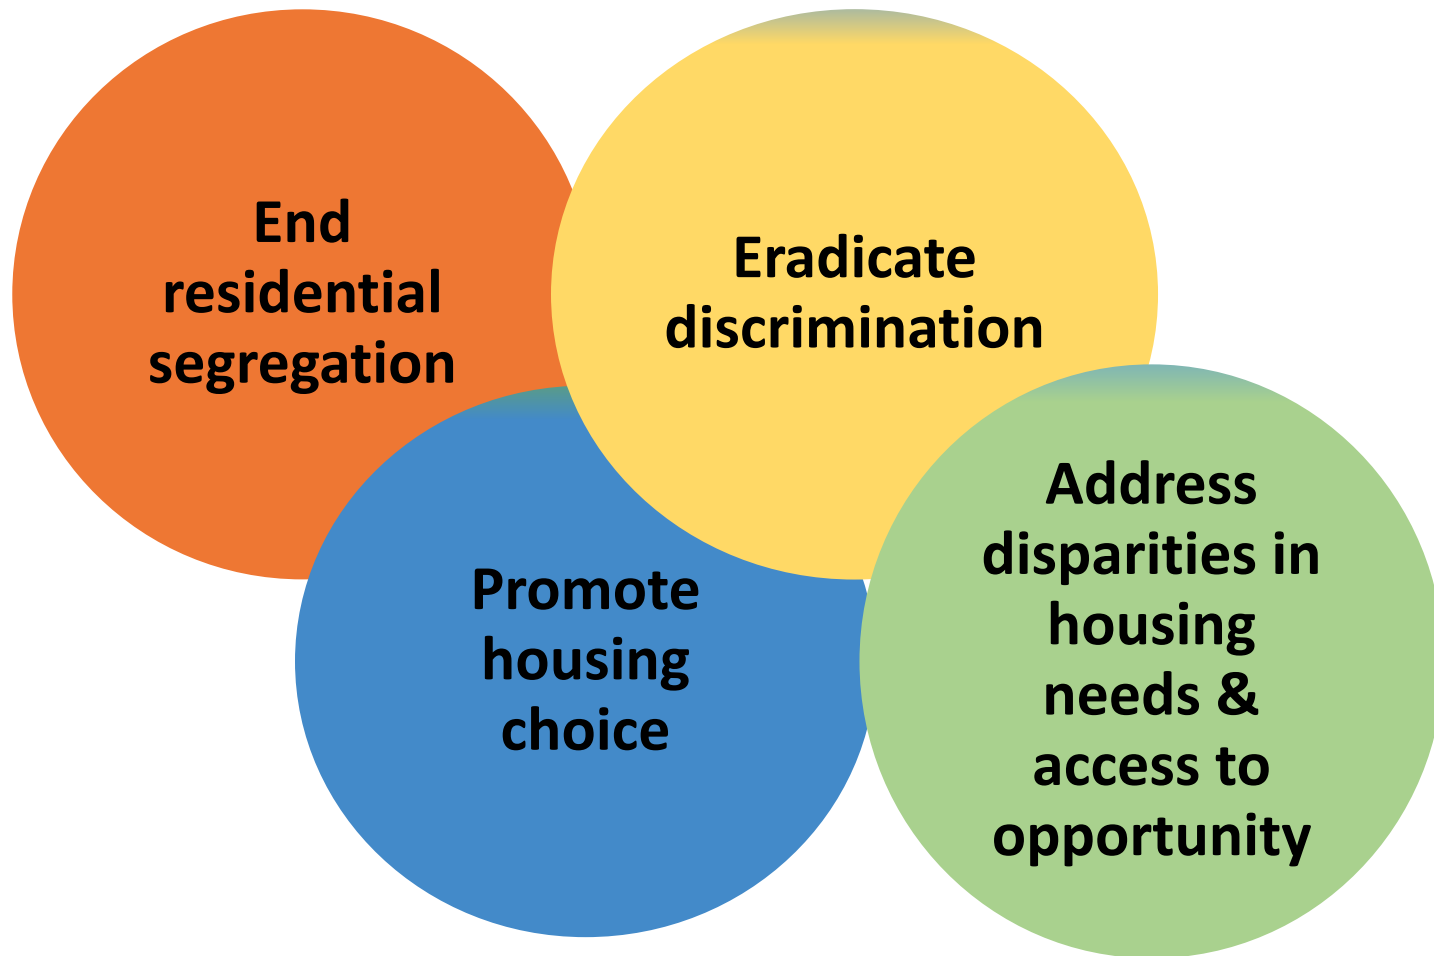 End
residential
segregation
Eradicate
discrimination
Promote
housing
choice
Address
disparities in
housing
needs &
access to
opportunity